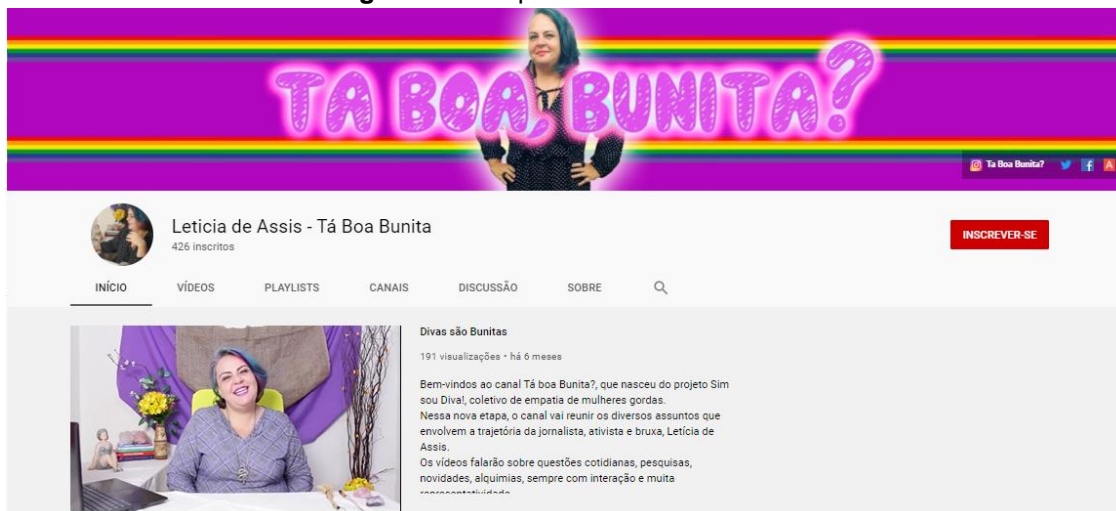 TA BOA, BUNITA?
Ta Boa Bunita?
Leticia de Assis - Tá Boa Bunita
426 inscritos
INSCREVER-SE
INÍCIO VÍDEOS PLAYLISTS CANAIS DISCUSSÃO SOBRE
Divas são Bunitas
191 visualizações • há 6 meses
Bem-vindos ao canal Tá boa Bunita?, que nasceu do projeto Sim
sou Diva!, coletivo de empatia de mulheres gordas.
Nessa nova etapa, o canal vai reunir os diversos assuntos que
envolvem a trajetória da jornalista, ativista e bruxa, Letícia de
Assis.
Os vídeos falarão sobre questões cotidianas, pesquisas,
novidades, alquimias, sempre com interação e muita